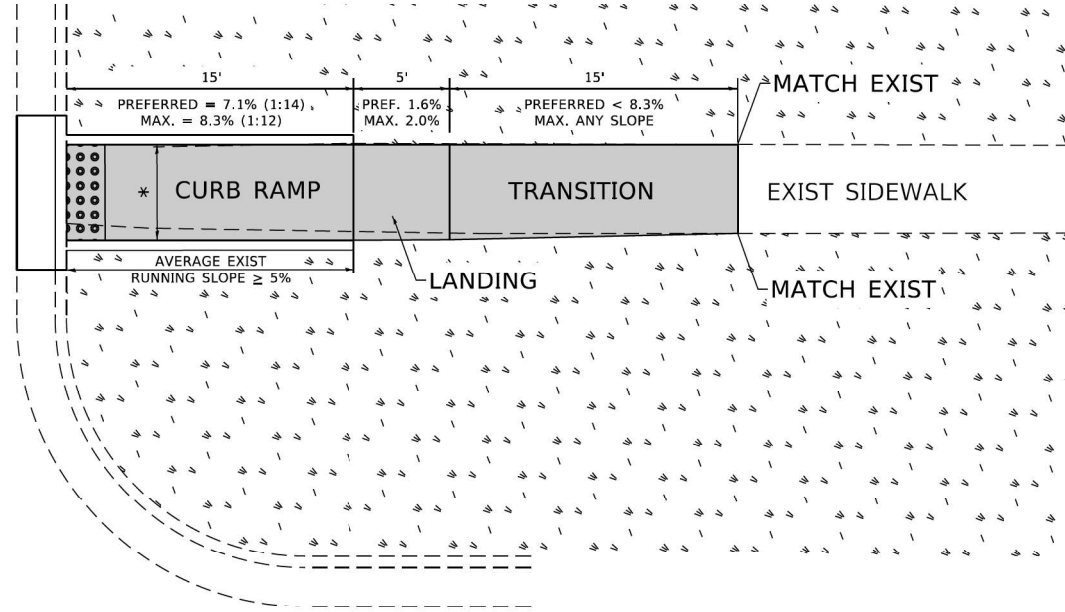 15'
5'
15'
MATCH EXIST
PREFERRED = 7.1% (1:14)
MAX. = 8.3% (1:12)
PREF. 1.6%
MAX. 2.0%
PREFERRED < 8.3%
MAX. ANY SLOPE
*
CURB RAMP
TRANSITION
EXIST SIDEWALK
AVERAGE EXIST
RUNNING SLOPE ≥ 5%
LANDING
MATCH EXIST